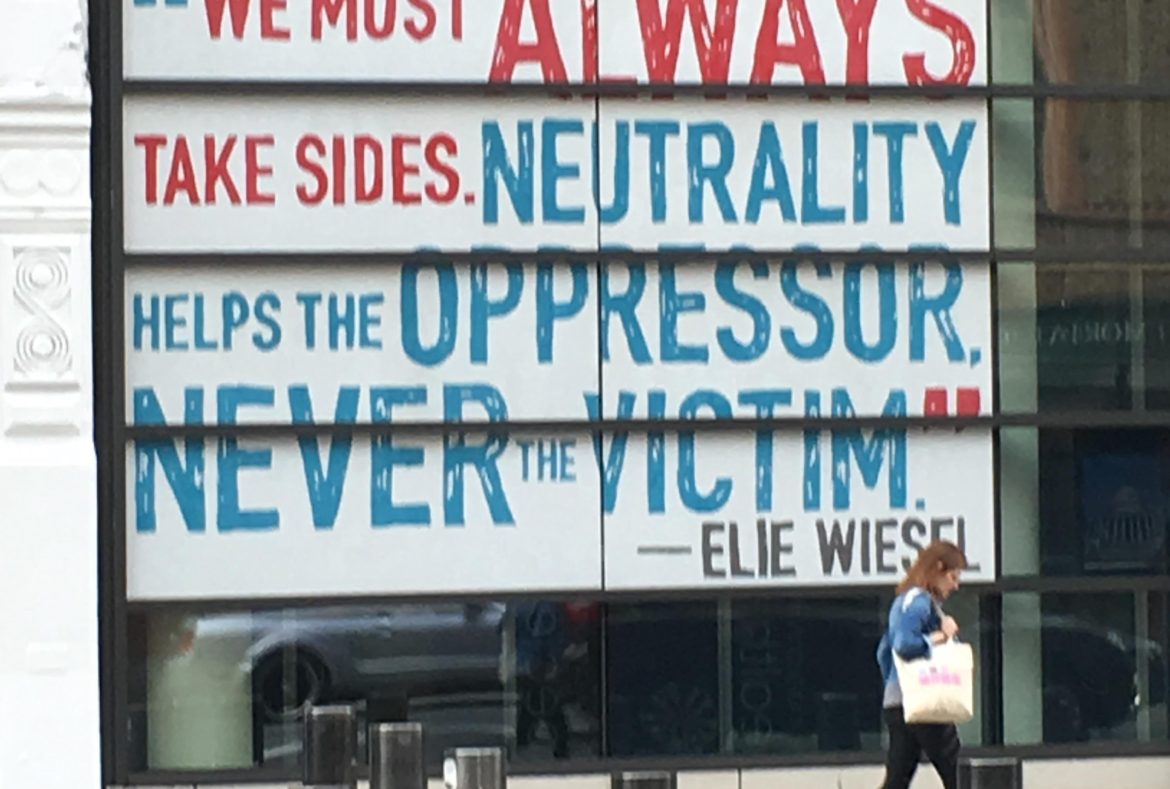 "WE MUST ALWAYS
TAKE SIDES. NEUTRALITY
HELPS THE OPPRESSOR,
NEVER THE VICTIM."
— ELIE WIESEL